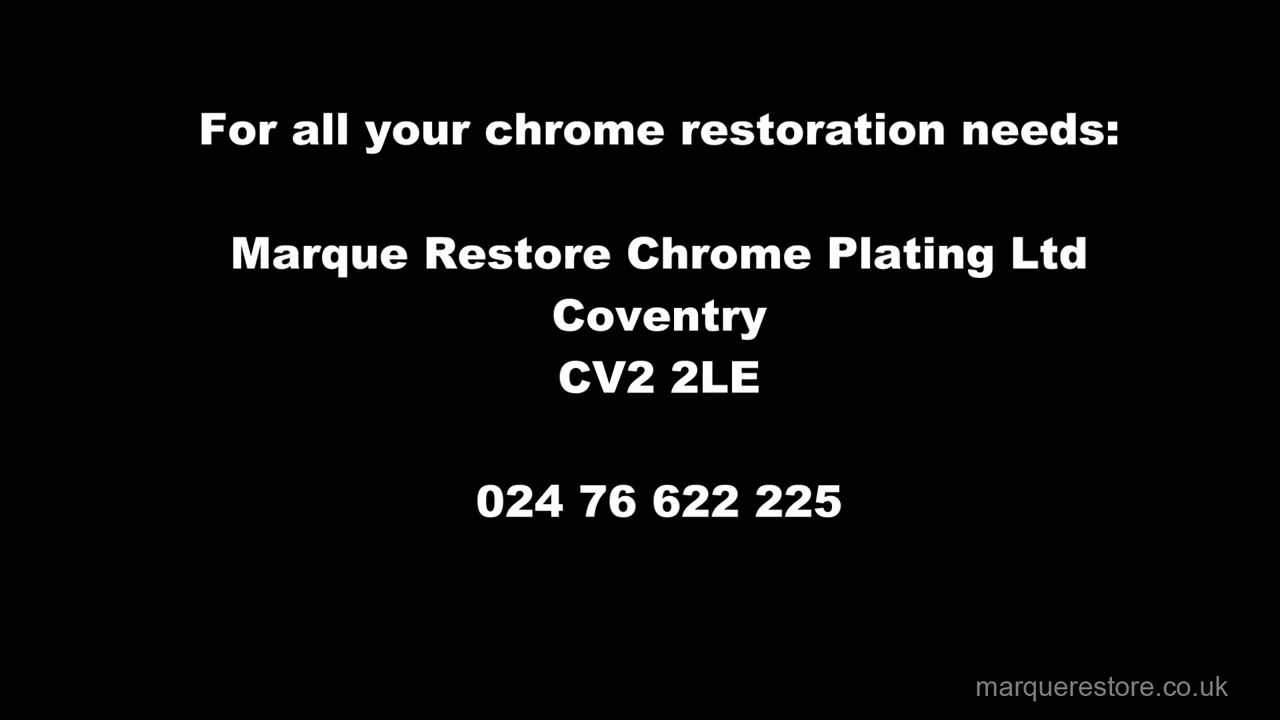 For all your chrome restoration needs:
Marque Restore Chrome Plating Ltd
Coventry
CV2 2LE
024 76 622 225
marquerestore.co.uk